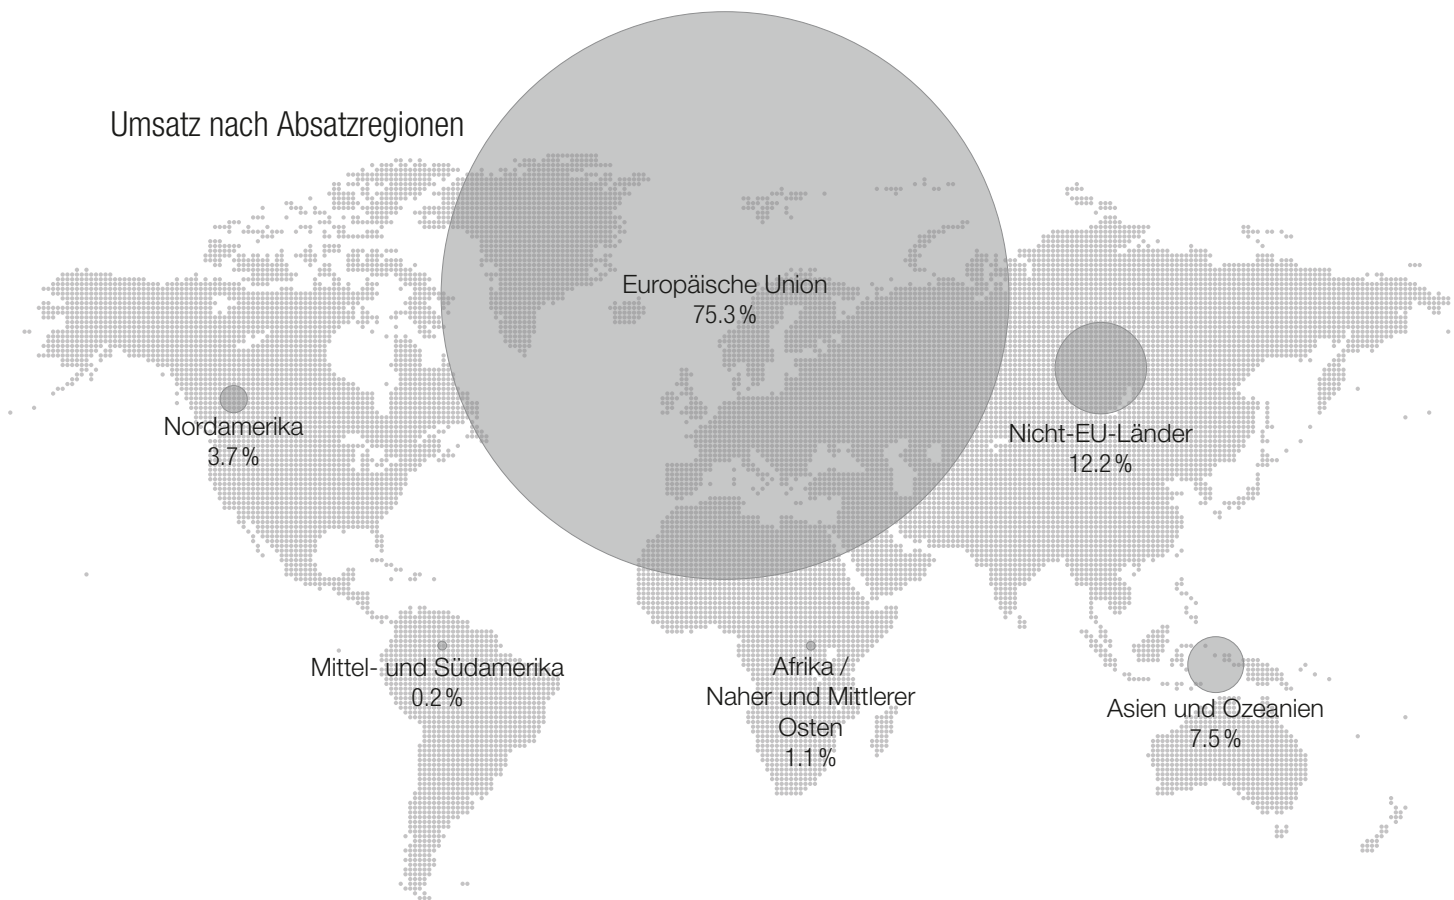 Umsatz nach Absatzregionen
Europäische Union
75.3 %
Nordamerika
3.7 %
Nicht-EU-Länder
12.2 %
Mittel- und Südamerika
0.2 %
Afrika /
Naher und Mittlerer
Osten
1.1 %
Asien und Ozeanien
7.5 %